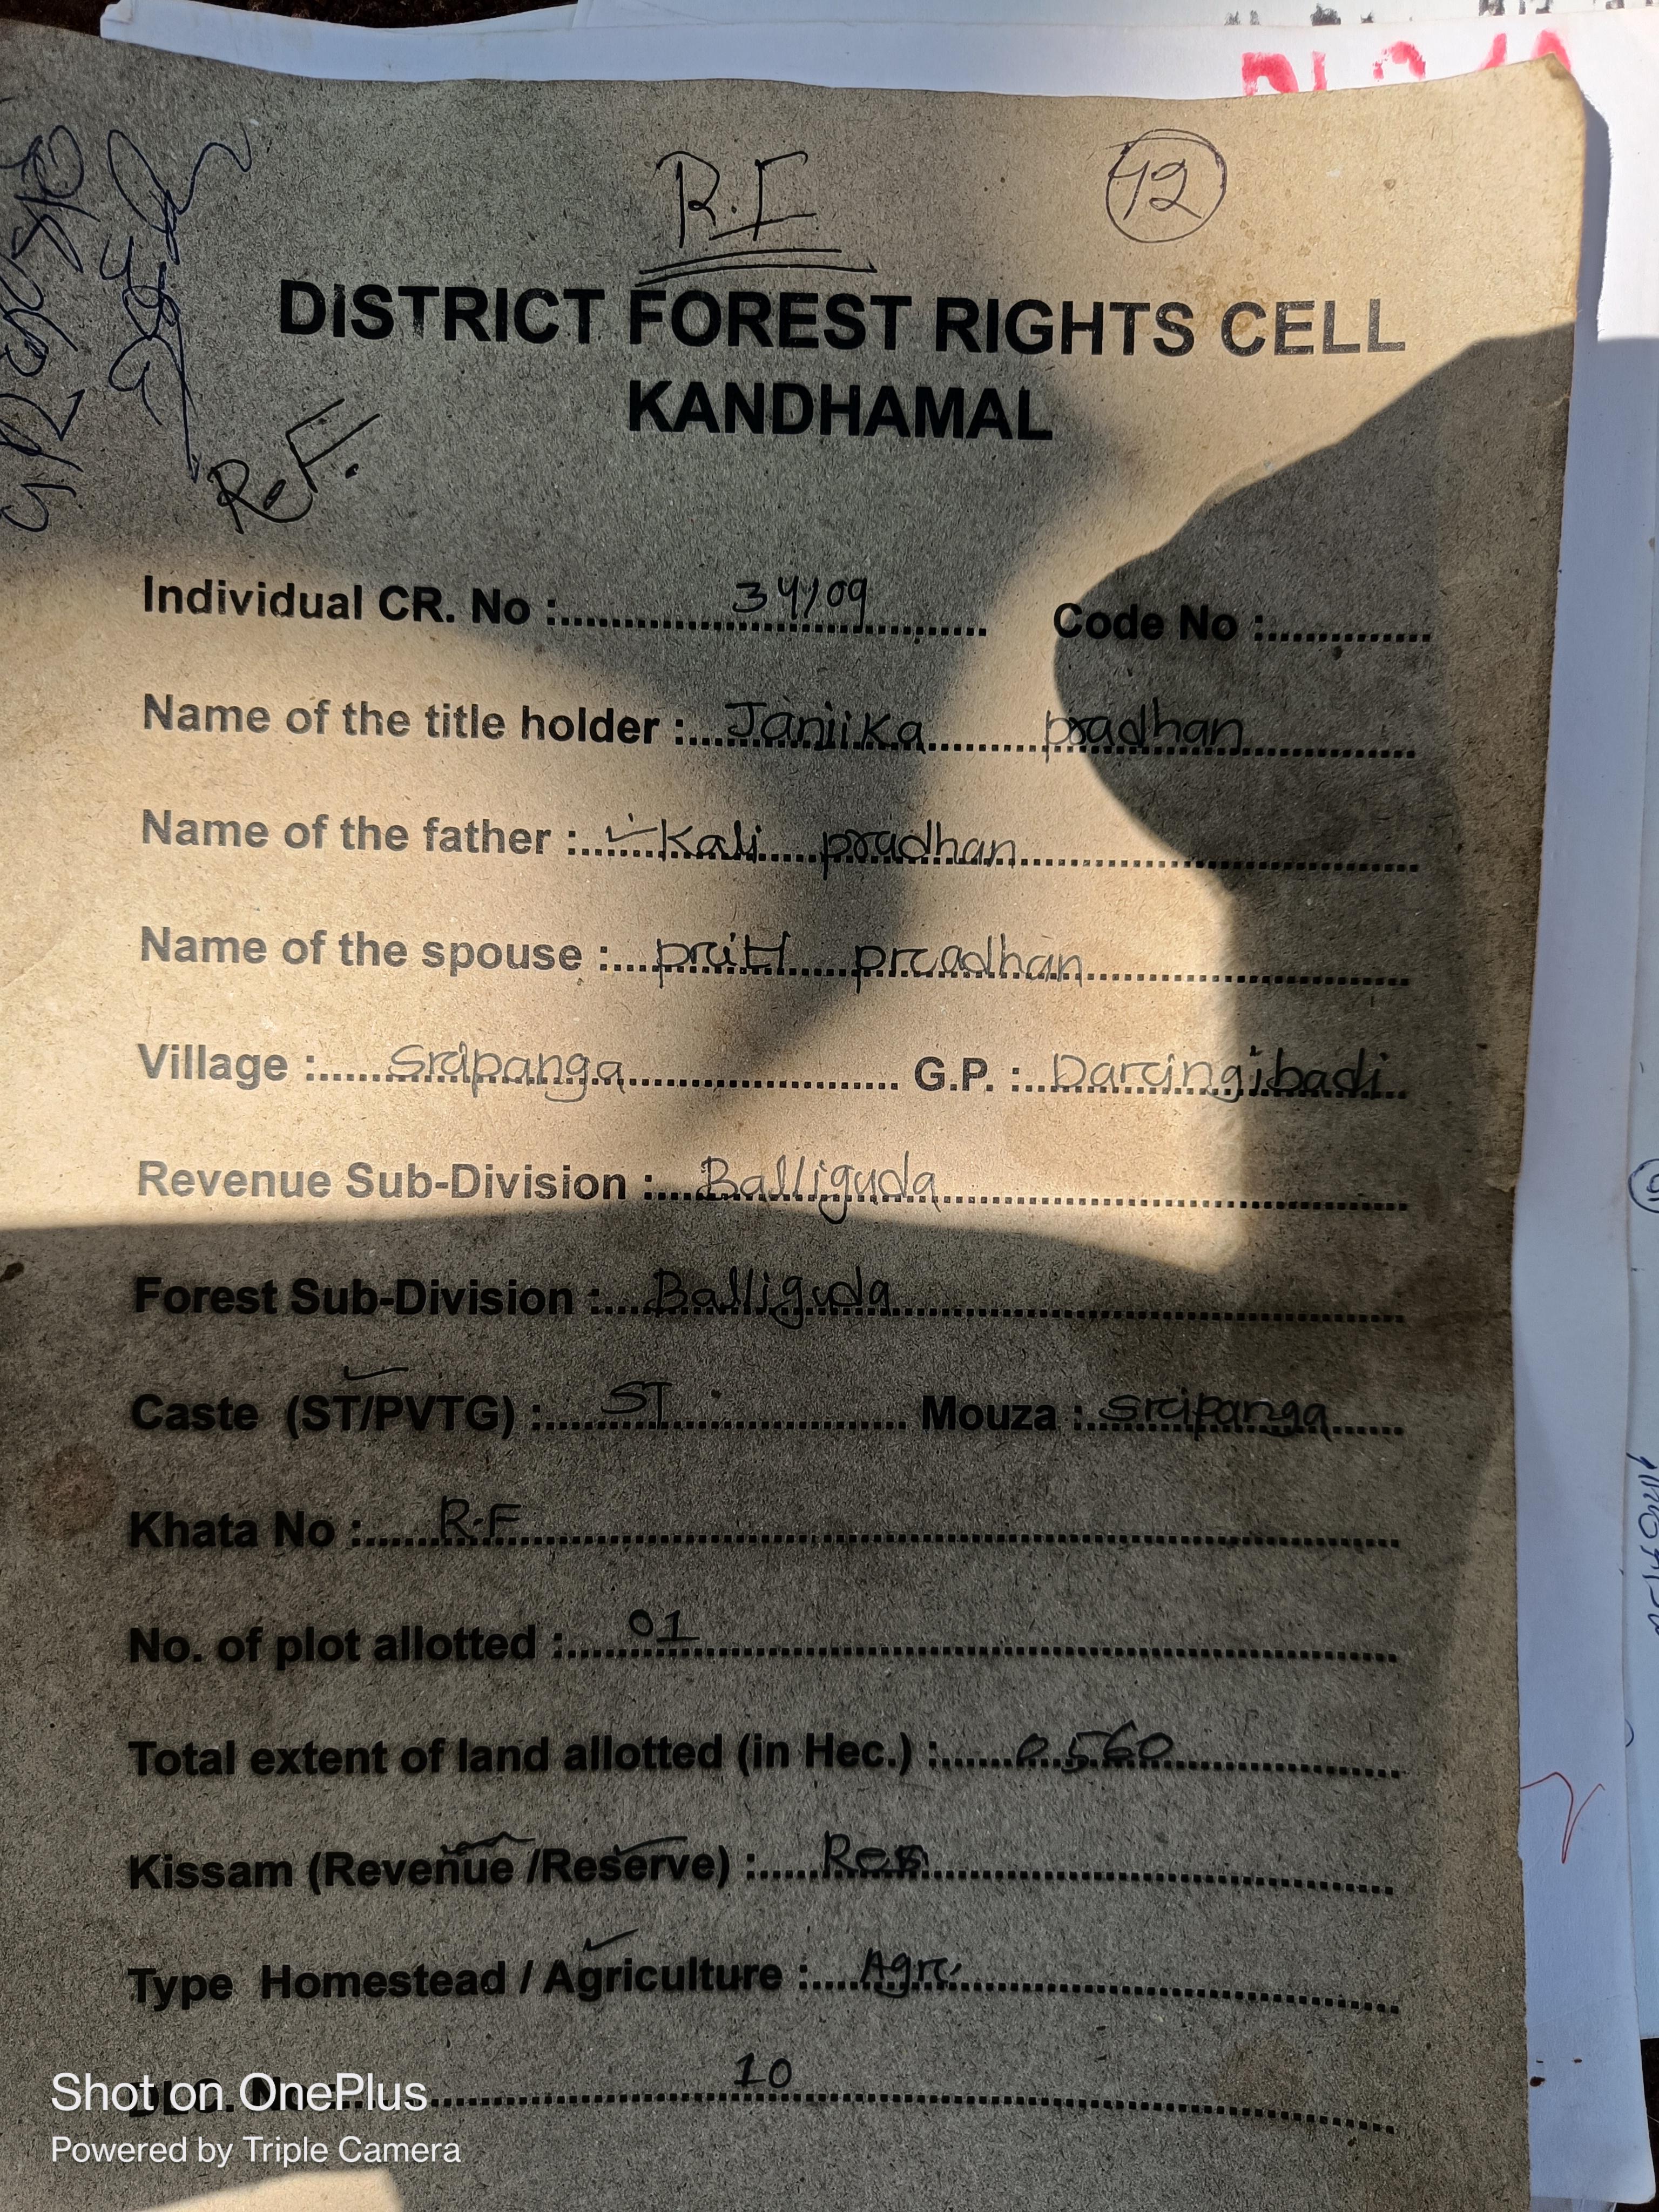 R.I
42
DISTRICT FOREST RIGHTS CELL
KANDHAMAL
R.F.
Individual CR. No : 34/09 Code No :
Name of the title holder : Janjika pradhan
Name of the father : Kali pradhan
Name of the spouse : pradhan
Village : Sripanga G.P. : Daringibadi
Revenue Sub-Division : Balliguda
Forest Sub-Division : Balliguda
Caste (ST/PVTG) : ST Mouza : Sripanga
Khata No : R.F
No. of plot allotted : 01
Total extent of land allotted (in Hec.) : 0.560
Kissam (Revenue /Reserve) : Res
Type Homestead / Agriculture : Agri
10
Shot on OnePlus
Powered by Triple Camera